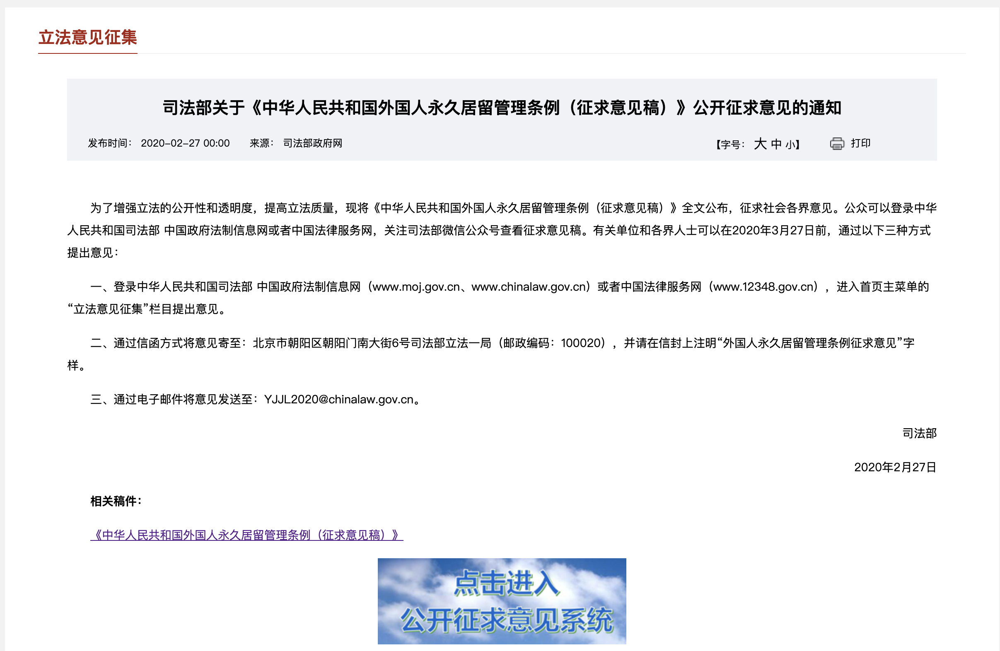 立法意见征集
司法部关于《中华人民共和国外国人永久居留管理条例（征求意见稿）》公开征求意见的通知
发布时间： 2020-02-27 00:00 来源： 司法部政府网 【字号： 大 中 小】 打印
为了增强立法的公开性和透明度，提高立法质量，现将《中华人民共和国外国人永久居留管理条例（征求意见稿）》全文公布，征求社会各界意见。公众可以登录中华
人民共和国司法部 中国政府法制信息网或者中国法律服务网，关注司法部微信公众号查看征求意见稿。有关单位和各界人士可以在2020年3月27日前，通过以下三种方式
提出意见：
一、登录中华人民共和国司法部 中国政府法制信息网（www.moj.gov.cn、www.chinalaw.gov.cn）或者中国法律服务网（www.12348.gov.cn），进入首页主菜单的
“立法意见征集”栏目提出意见。
二、通过信函方式将意见寄至：北京市朝阳区朝阳门南大街6号司法部立法一局（邮政编码：100020），并请在信封上注明“外国人永久居留管理条例征求意见”字
样。
三、通过电子邮件将意见发送至：YJJL2020@chinalaw.gov.cn。
司法部
2020年2月27日
相关稿件：
《中华人民共和国外国人永久居留管理条例（征求意见稿）》
点击进入
公开征求意见系统